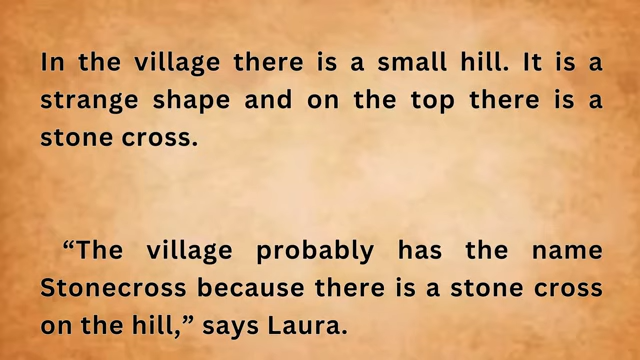 In the village there is a small hill. It is a
strange shape and on the top there is a
stone cross.
“The village probably has the name
Stonecross because there is a stone cross
on the hill,” says Laura.